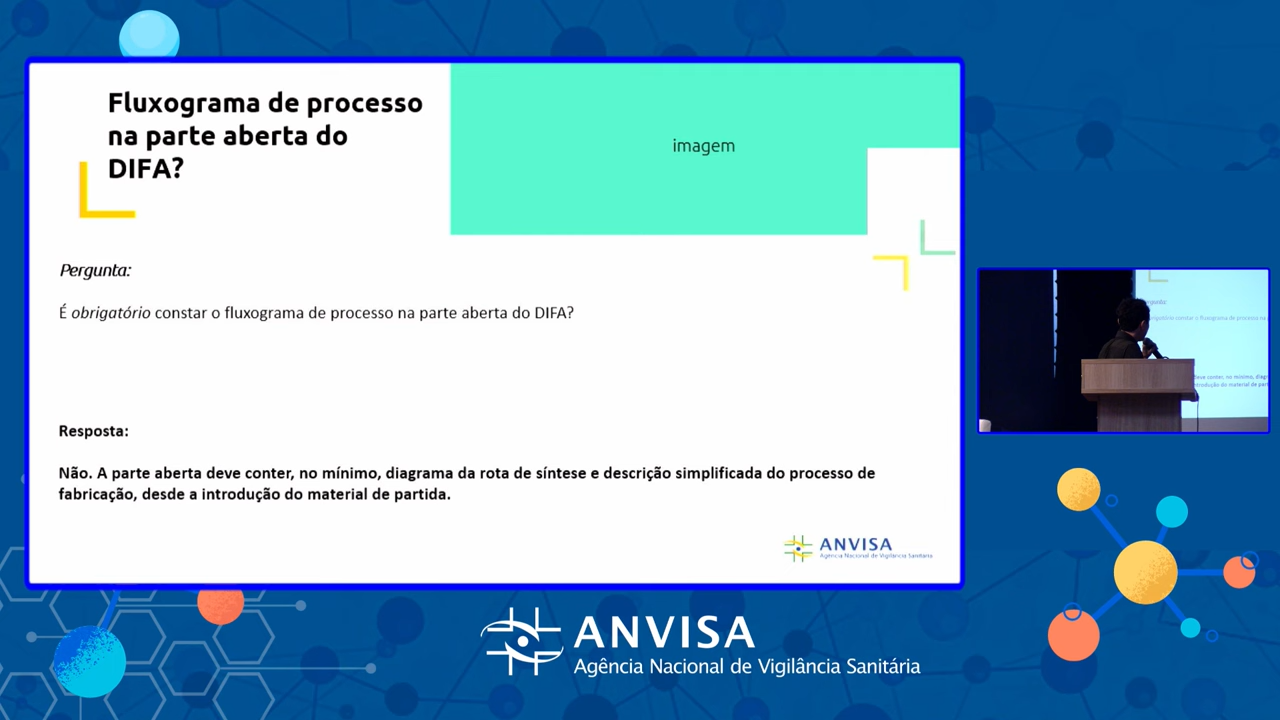 Fluxograma de processo
na parte aberta do
DIFA?
imagem
Pergunta:
É obrigatório constar o fluxograma de processo na parte aberta do DIFA?
Resposta:
Não. A parte aberta deve conter, no mínimo, diagrama da rota de síntese e descrição simplificada do processo de
fabricação, desde a introdução do material de partida.
ANVISA
Agência Nacional de Vigilância Sanitária
ANVISA
Agência Nacional de Vigilância Sanitária